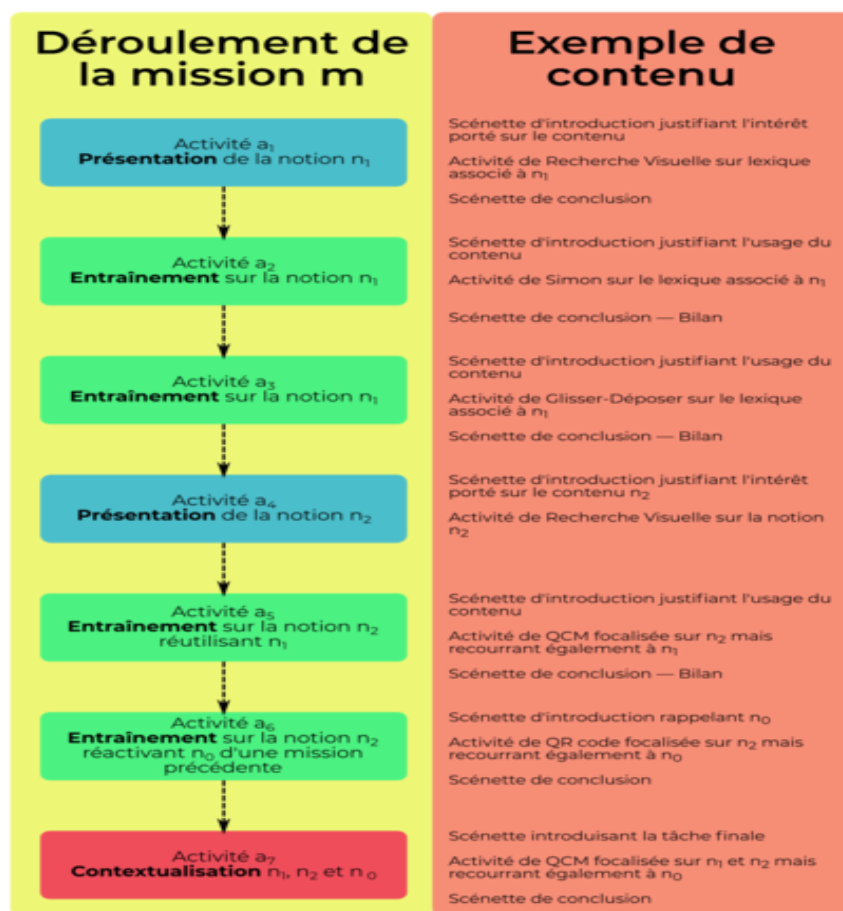 Déroulement de
la mission m
Exemple de
contenu
Activité a₁
Présentation de la notion n₁
Scénette d'introduction justifiant l'intérêt
porté sur le contenu
Activité de Recherche Visuelle sur lexique
associé à n₁
Scénette de conclusion
Activité a₂
Entraînement sur la notion n₁
Scénette d'introduction justifiant l'usage du
contenu
Activité de Simon sur le lexique associé à n₁
Scénette de conclusion — Bilan
Activité a₃
Entraînement sur la notion n₁
Scénette d'introduction justifiant l'usage du
contenu
Activité de Glisser-Déposer sur le lexique
associé à n₁
Scénette de conclusion — Bilan
Activité a₄
Présentation de la notion n₂
Scénette d'introduction justifiant l'intérêt
porté sur le contenu n₂
Activité de Recherche Visuelle sur la notion
n₂
Activité a₅
Entraînement sur la notion n₂
réutilisant n₁
Scénette d'introduction justifiant l'usage du
contenu
Activité de QCM focalisée sur n₂ mais
recourrant également à n₁
Scénette de conclusion — Bilan
Activité a₆
Entraînement sur la notion n₂
réactivant n₀ d'une mission
précédente
Scénette d'introduction rappelant n₀
Activité de QR code focalisée sur n₂ mais
recourrant également à n₀
Scénette de conclusion
Activité a₇
Contextualisation n₁, n₂ et n₀
Scénette introduisant la tâche finale
Activité de QCM focalisée sur n₁ et n₂ mais
recourrant également à n₀
Scénette de conclusion